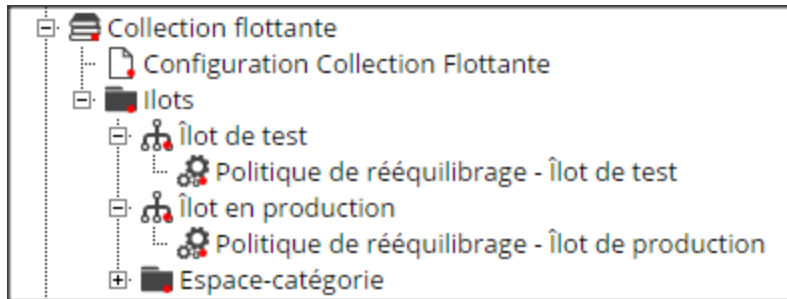 Collection flottante
Configuration Collection Flottante
Ilots
Îlot de test
Politique de rééquilibrage - Îlot de test
Îlot en production
Politique de rééquilibrage - Îlot de production
Espace-catégorie